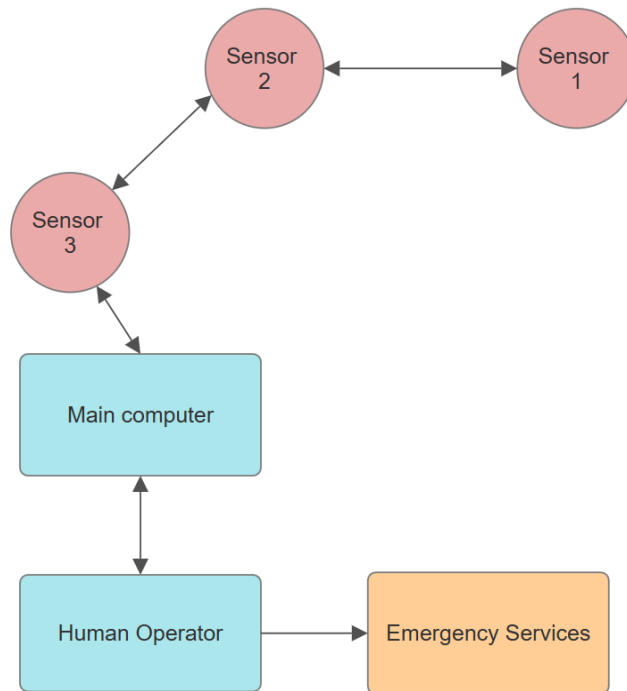 Sensor
2
Sensor
1
Sensor
3
Main computer
Human Operator
Emergency Services